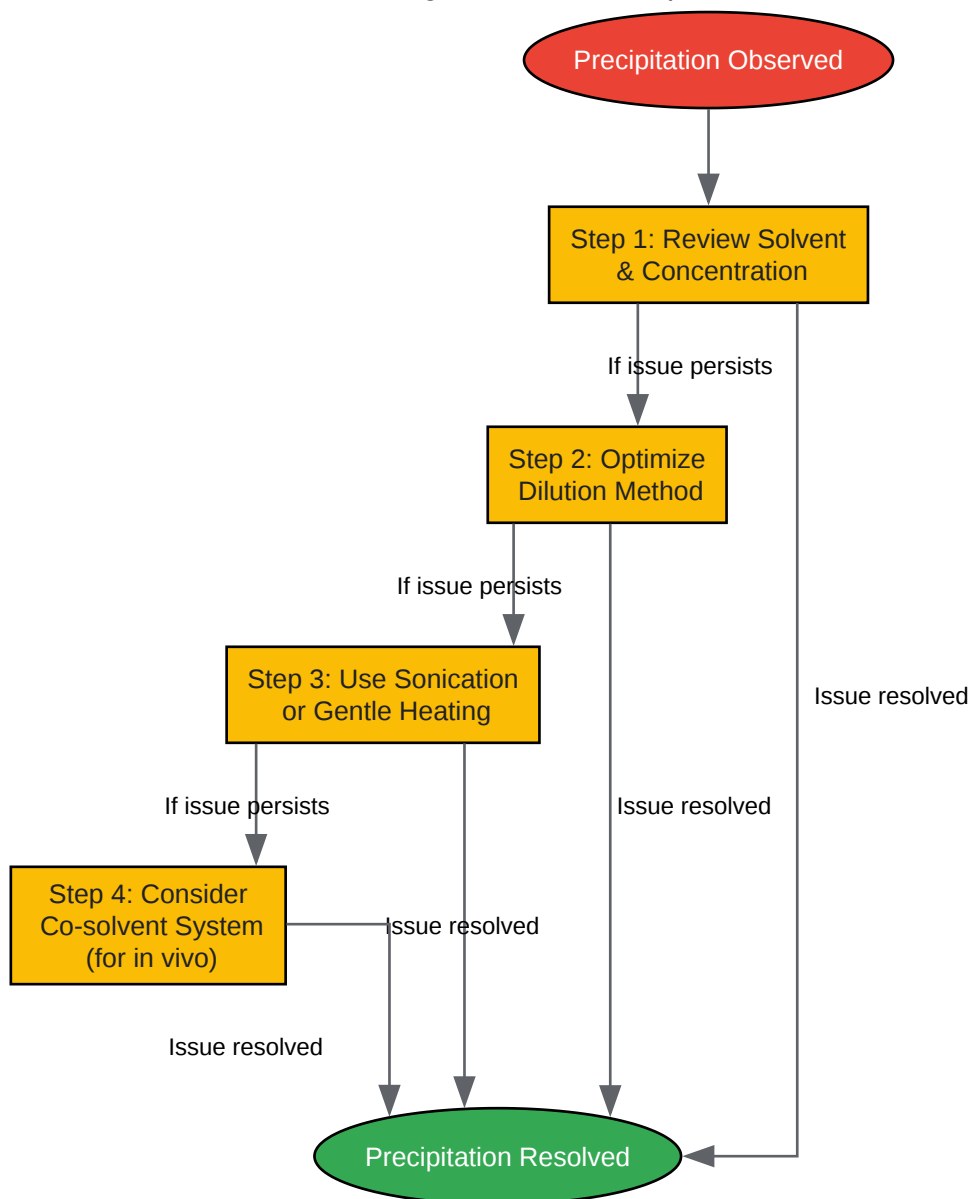 Precipitation Observed
Step 1: Review Solvent
& Concentration
If issue persists
Step 2: Optimize
Dilution Method
If issue persists
Step 3: Use Sonication
or Gentle Heating
Issue resolved
If issue persists
Issue resolved
Step 4: Consider
Co-solvent System
(for in vivo)
Issue resolved
Issue resolved
Precipitation Resolved